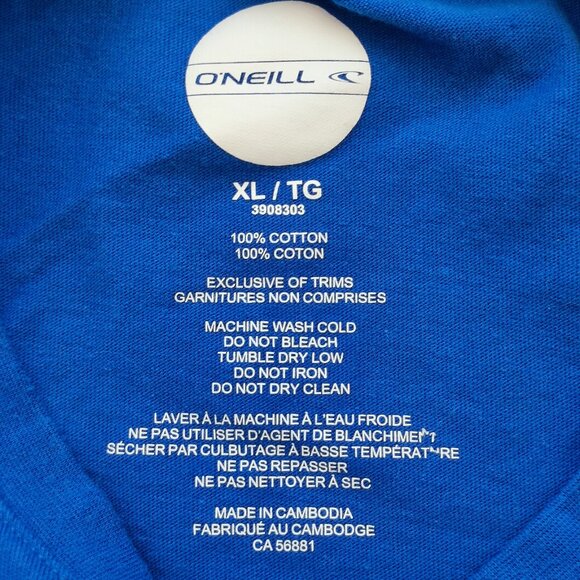 O'NEILL
XL / TG
3908303
100% COTTON
100% COTON
EXCLUSIVE OF TRIMS
GARNITURES NON COMPRISES
MACHINE WASH COLD
DO NOT BLEACH
TUMBLE DRY LOW
DO NOT IRON
DO NOT DRY CLEAN
LAVER À LA MACHINE À L'EAU FROIDE
NE PAS UTILISER D'AGENT DE BLANCHIMENT
SÉCHER PAR CULBUTAGE À BASSE TEMPÉRATURE
NE PAS REPASSER
NE PAS NETTOYER À SEC
MADE IN CAMBODIA
FABRIQUÉ AU CAMBODGE
CA 56881